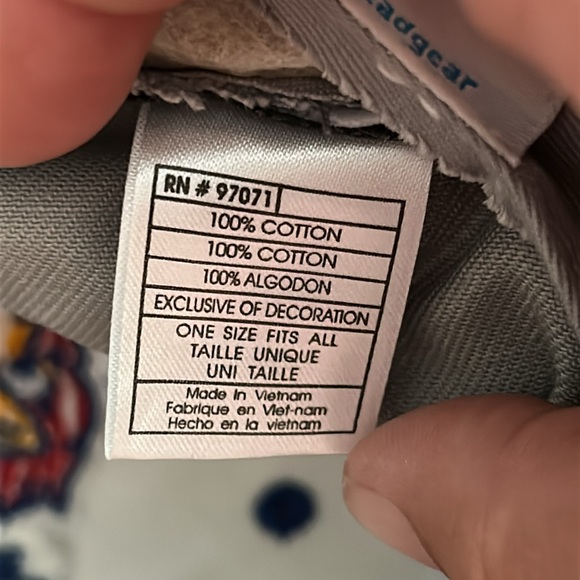 adgear
RN # 97071
100% COTTON
100% COTTON
100% ALGODON
EXCLUSIVE OF DECORATION
ONE SIZE FITS ALL
TAILLE UNIQUE
UNI TAILLE
Made In Vietnam
Fabrique en Viet-nam
Hecho en la vietnam